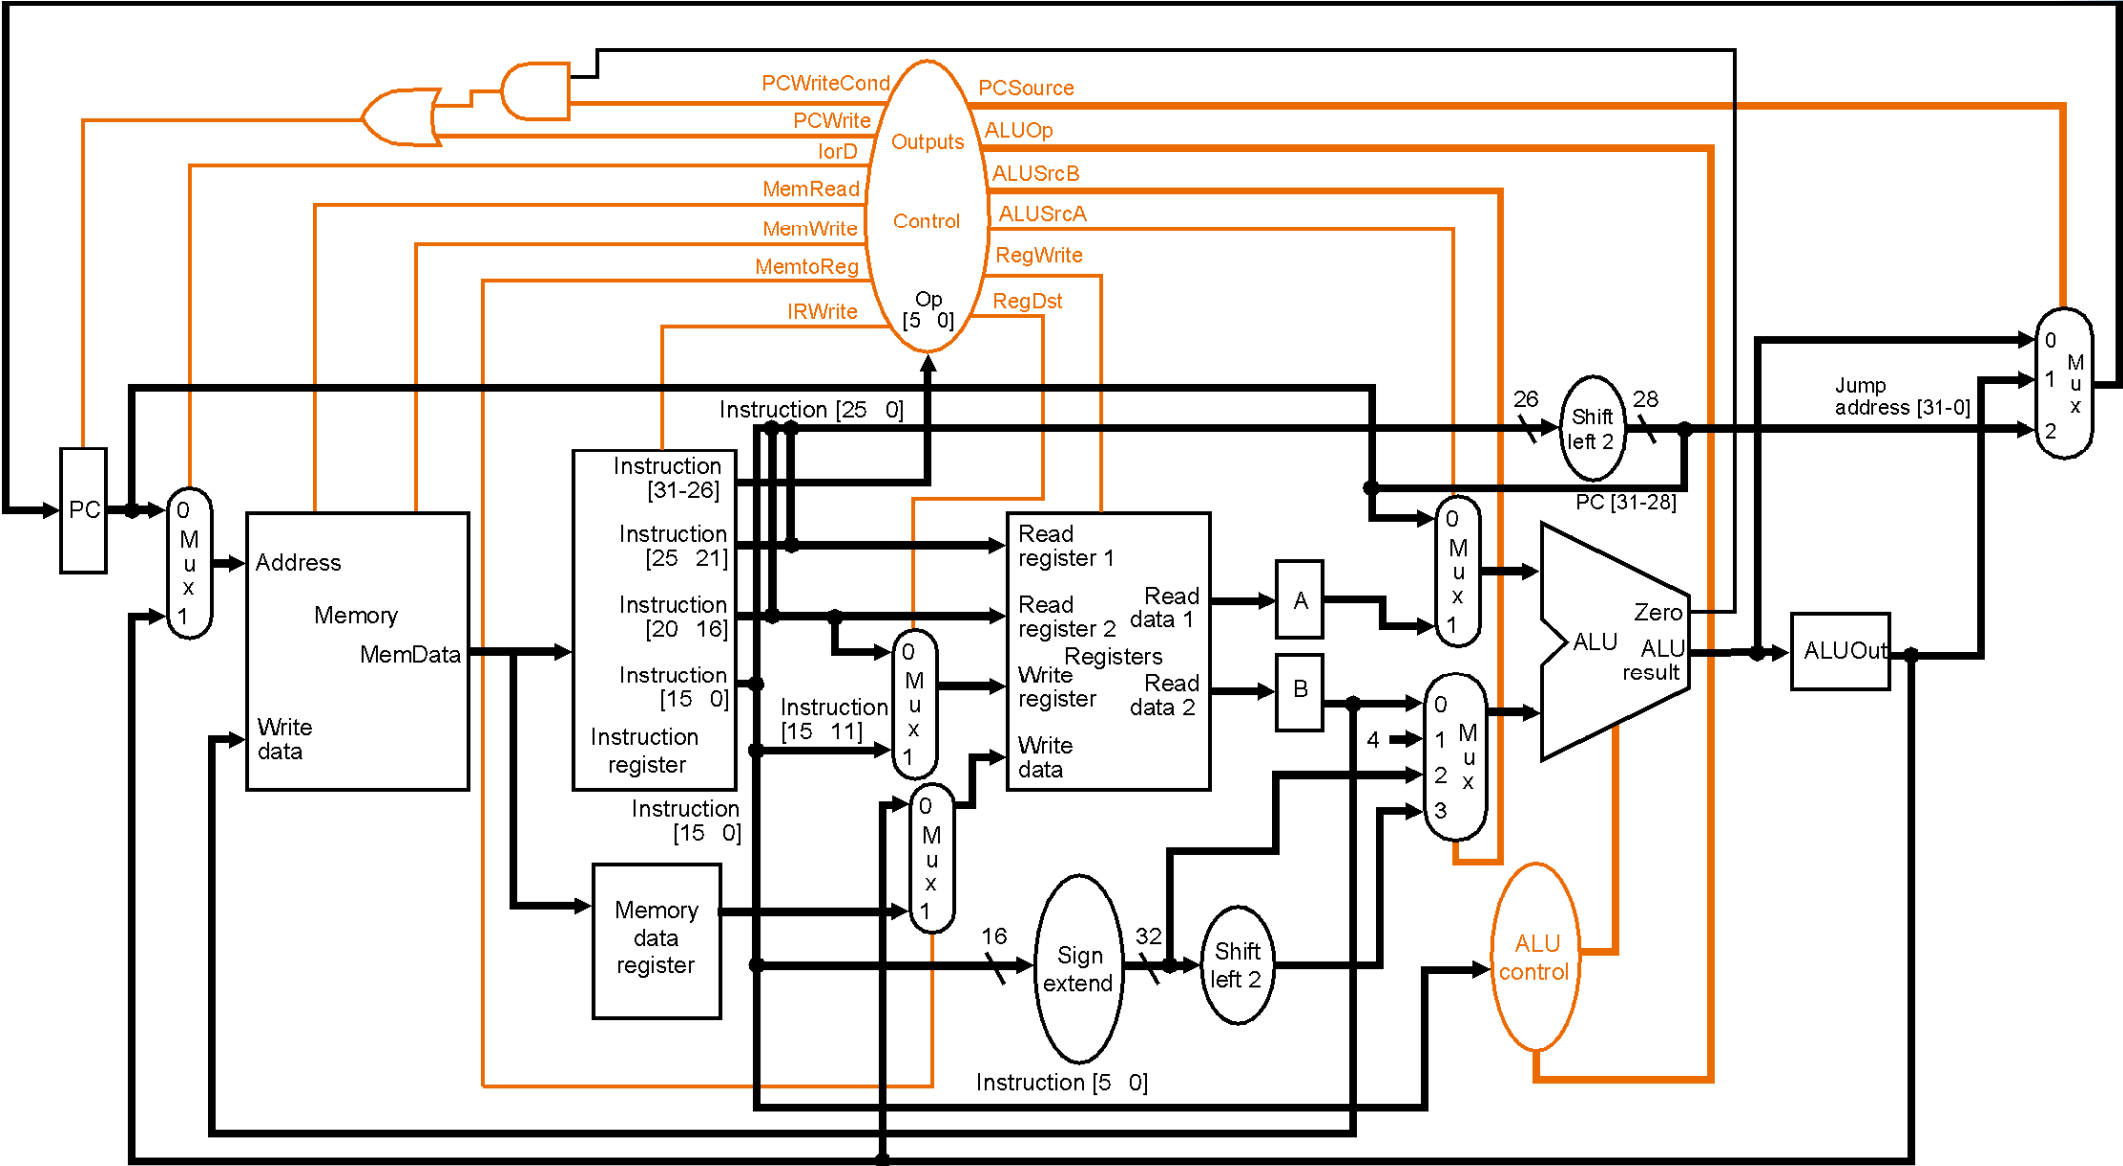 PCWriteCond
PCWrite
IorD
MemRead
MemWrite
MemtoReg
IRWrite
Outputs
Control
Op
[5 0]
PCSource
ALUOp
ALUSrcB
ALUSrcA
RegWrite
RegDst
PC
0
M
u
x
1
Address
Memory
MemData
Write
data
Instruction [25 0]
Instruction
[31-26]
Instruction
[25 21]
Instruction
[20 16]
Instruction
[15 0]
Instruction
register
Instruction
[15 0]
Memory
data
register
Instruction
[15 11]
0
M
u
x
1
0
M
u
x
1
Read
register 1
Read
register 2
Registers
Write
register
Write
data
Read
data 1
Read
data 2
16
Sign
extend
32
Shift
left 2
Instruction [5 0]
A
B
4
0
M
u
x
1
0
1
2
3
M
u
x
26
Shift
left 2
28
PC [31-28]
Jump
address [31-0]
Zero
ALU
ALU
result
ALU
control
ALUOut
0
1
2
M
u
x